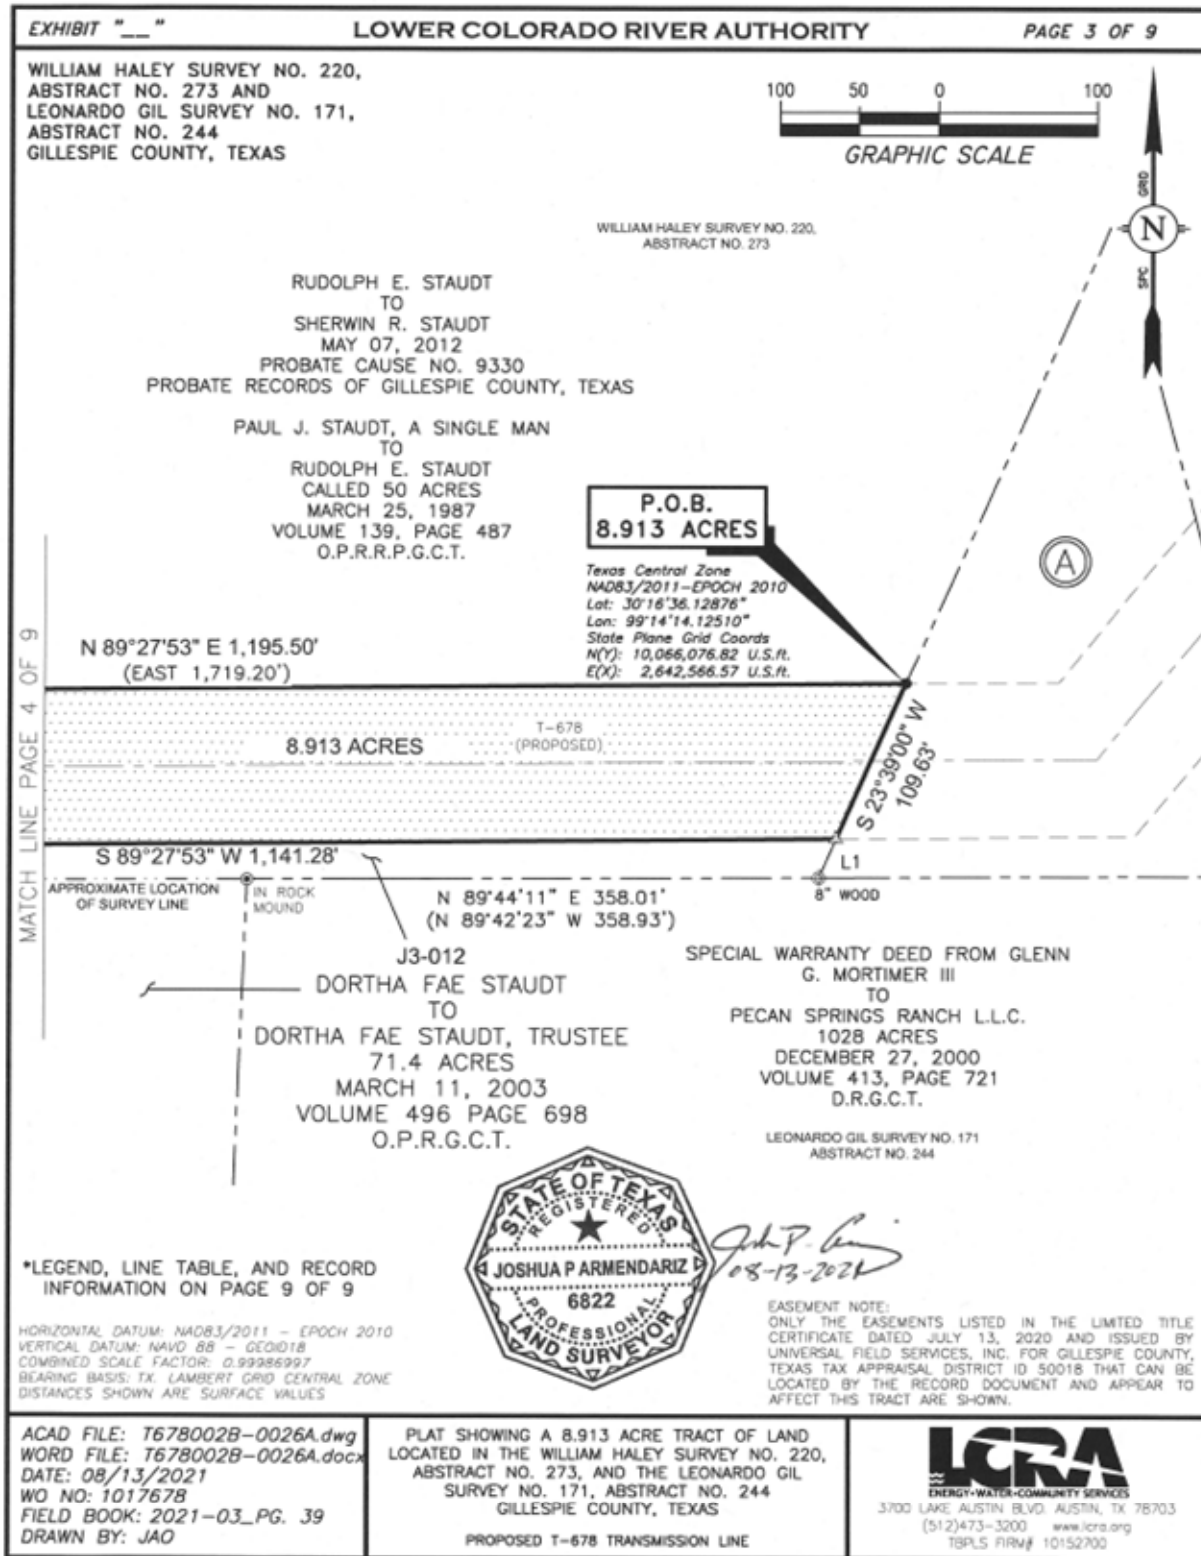 EXHIBIT "__"
LOWER COLORADO RIVER AUTHORITY
PAGE 3 OF 9
WILLIAM HALEY SURVEY NO. 220,
ABSTRACT NO. 273 AND
LEONARDO GIL SURVEY NO. 171,
ABSTRACT NO. 244
GILLESPIE COUNTY, TEXAS
100 50 0 100
GRAPHIC SCALE
GRID
N
SPC
WILLIAM HALEY SURVEY NO. 220,
ABSTRACT NO. 273
RUDOLPH E. STAUDT
TO
SHERWIN R. STAUDT
MAY 07, 2012
PROBATE CAUSE NO. 9330
PROBATE RECORDS OF GILLESPIE COUNTY, TEXAS
PAUL J. STAUDT, A SINGLE MAN
TO
RUDOLPH E. STAUDT
CALLED 50 ACRES
MARCH 25, 1987
VOLUME 139, PAGE 487
O.P.R.R.P.G.C.T.
P.O.B.
8.913 ACRES
Texas Central Zone
NAD83/2011-EPOCH 2010
Lat: 30°16'36.12876"
Lon: 99°14'14.12510"
State Plane Grid Coords
N(Y): 10,066,076.82 U.S.ft.
E(X): 2,642,566.57 U.S.ft.
A
MATCH LINE PAGE 4 OF 9
N 89°27'53" E 1,195.50'
(EAST 1,719.20')
8.913 ACRES
T-678
(PROPOSED)
S 23°39'00" W
109.63'
S 89°27'53" W 1,141.28'
L1
APPROXIMATE LOCATION
OF SURVEY LINE
IN ROCK
MOUND
8" WOOD
N 89°44'11" E 358.01'
(N 89°42'23" W 358.93')
J3-012
DORTHA FAE STAUDT
TO
DORTHA FAE STAUDT, TRUSTEE
71.4 ACRES
MARCH 11, 2003
VOLUME 496 PAGE 698
O.P.R.G.C.T.
SPECIAL WARRANTY DEED FROM GLENN
G. MORTIMER III
TO
PECAN SPRINGS RANCH L.L.C.
1028 ACRES
DECEMBER 27, 2000
VOLUME 413, PAGE 721
D.R.G.C.T.
LEONARDO GIL SURVEY NO. 171
ABSTRACT NO. 244
STATE OF TEXAS
REGISTERED
JOSHUA P ARMENDARIZ
6822
PROFESSIONAL
LAND SURVEYOR
08-13-2021
*LEGEND, LINE TABLE, AND RECORD
INFORMATION ON PAGE 9 OF 9
HORIZONTAL DATUM: NAD83/2011 - EPOCH 2010
VERTICAL DATUM: NAVD 88 - GEOID18
COMBINED SCALE FACTOR: 0.99986997
BEARING BASIS: TX. LAMBERT GRID CENTRAL ZONE
DISTANCES SHOWN ARE SURFACE VALUES
EASEMENT NOTE:
ONLY THE EASEMENTS LISTED IN THE LIMITED TITLE
CERTIFICATE DATED JULY 13, 2020 AND ISSUED BY
UNIVERSAL FIELD SERVICES, INC. FOR GILLESPIE COUNTY,
TEXAS TAX APPRAISAL DISTRICT ID 50018 THAT CAN BE
LOCATED BY THE RECORD DOCUMENT AND APPEAR TO
AFFECT THIS TRACT ARE SHOWN.
ACAD FILE: T678002B-0026A.dwg
WORD FILE: T678002B-0026A.docx
DATE: 08/13/2021
WO NO: 1017678
FIELD BOOK: 2021-03_PG. 39
DRAWN BY: JAO
PLAT SHOWING A 8.913 ACRE TRACT OF LAND
LOCATED IN THE WILLIAM HALEY SURVEY NO. 220,
ABSTRACT NO. 273, AND THE LEONARDO GIL
SURVEY NO. 171, ABSTRACT NO. 244
GILLESPIE COUNTY, TEXAS
PROPOSED T-678 TRANSMISSION LINE
LCRA
ENERGY•WATER•COMMUNITY SERVICES
3700 LAKE AUSTIN BLVD. AUSTIN, TX 78703
(512)473-3200 www.lcra.org
TBPLS FIRM# 10152700